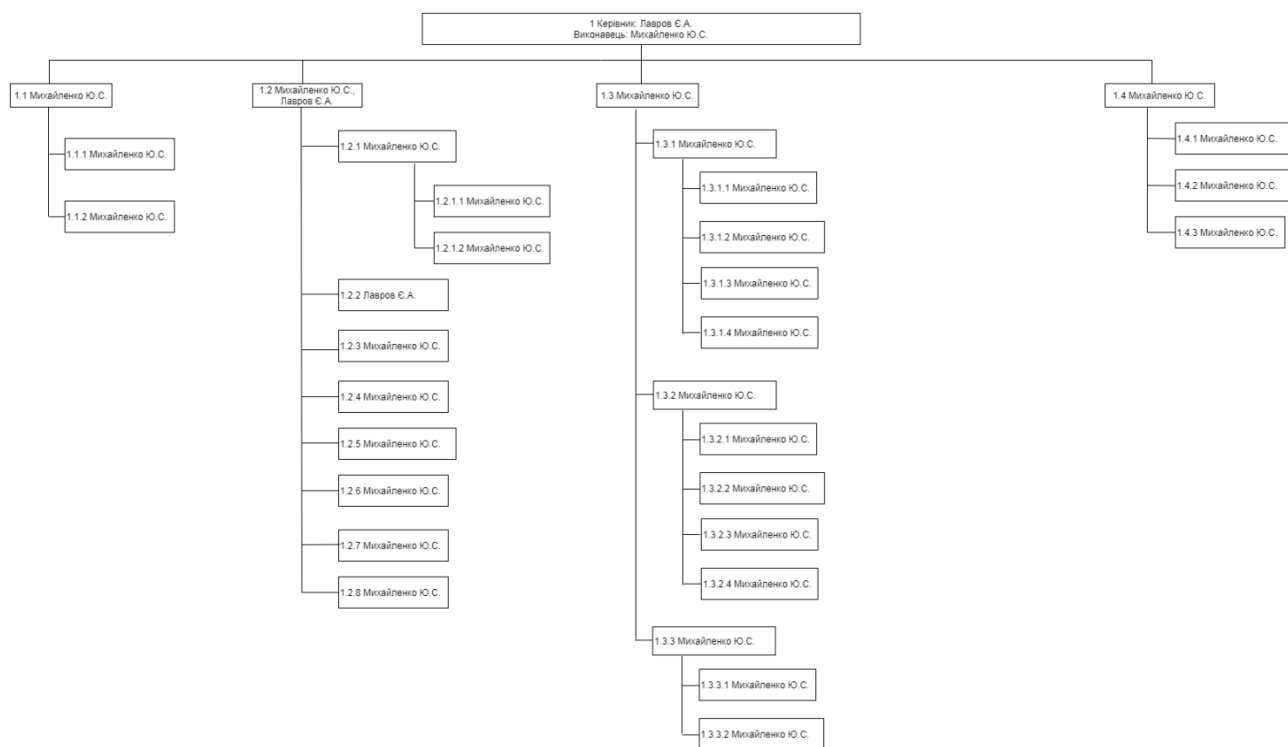 1 Керівник: Лавров Є.А.
Виконавець: Михайленко Ю.С.
1.1 Михайленко Ю.С.
1.1.1 Михайленко Ю.С.
1.1.2 Михайленко Ю.С.
1.2 Михайленко Ю.С.,
Лавров Є.А.
1.2.1 Михайленко Ю.С.
1.2.1.1 Михайленко Ю.С.
1.2.1.2 Михайленко Ю.С.
1.2.2 Лавров Є.А.
1.2.3 Михайленко Ю.С.
1.2.4 Михайленко Ю.С.
1.2.5 Михайленко Ю.С.
1.2.6 Михайленко Ю.С.
1.2.7 Михайленко Ю.С.
1.2.8 Михайленко Ю.С.
1.3 Михайленко Ю.С.
1.3.1 Михайленко Ю.С.
1.3.1.1 Михайленко Ю.С.
1.3.1.2 Михайленко Ю.С.
1.3.1.3 Михайленко Ю.С.
1.3.1.4 Михайленко Ю.С.
1.3.2 Михайленко Ю.С.
1.3.2.1 Михайленко Ю.С.
1.3.2.2 Михайленко Ю.С.
1.3.2.3 Михайленко Ю.С.
1.3.2.4 Михайленко Ю.С.
1.3.3 Михайленко Ю.С.
1.3.3.1 Михайленко Ю.С.
1.3.3.2 Михайленко Ю.С.
1.4 Михайленко Ю.С.
1.4.1 Михайленко Ю.С.
1.4.2 Михайленко Ю.С.
1.4.3 Михайленко Ю.С.